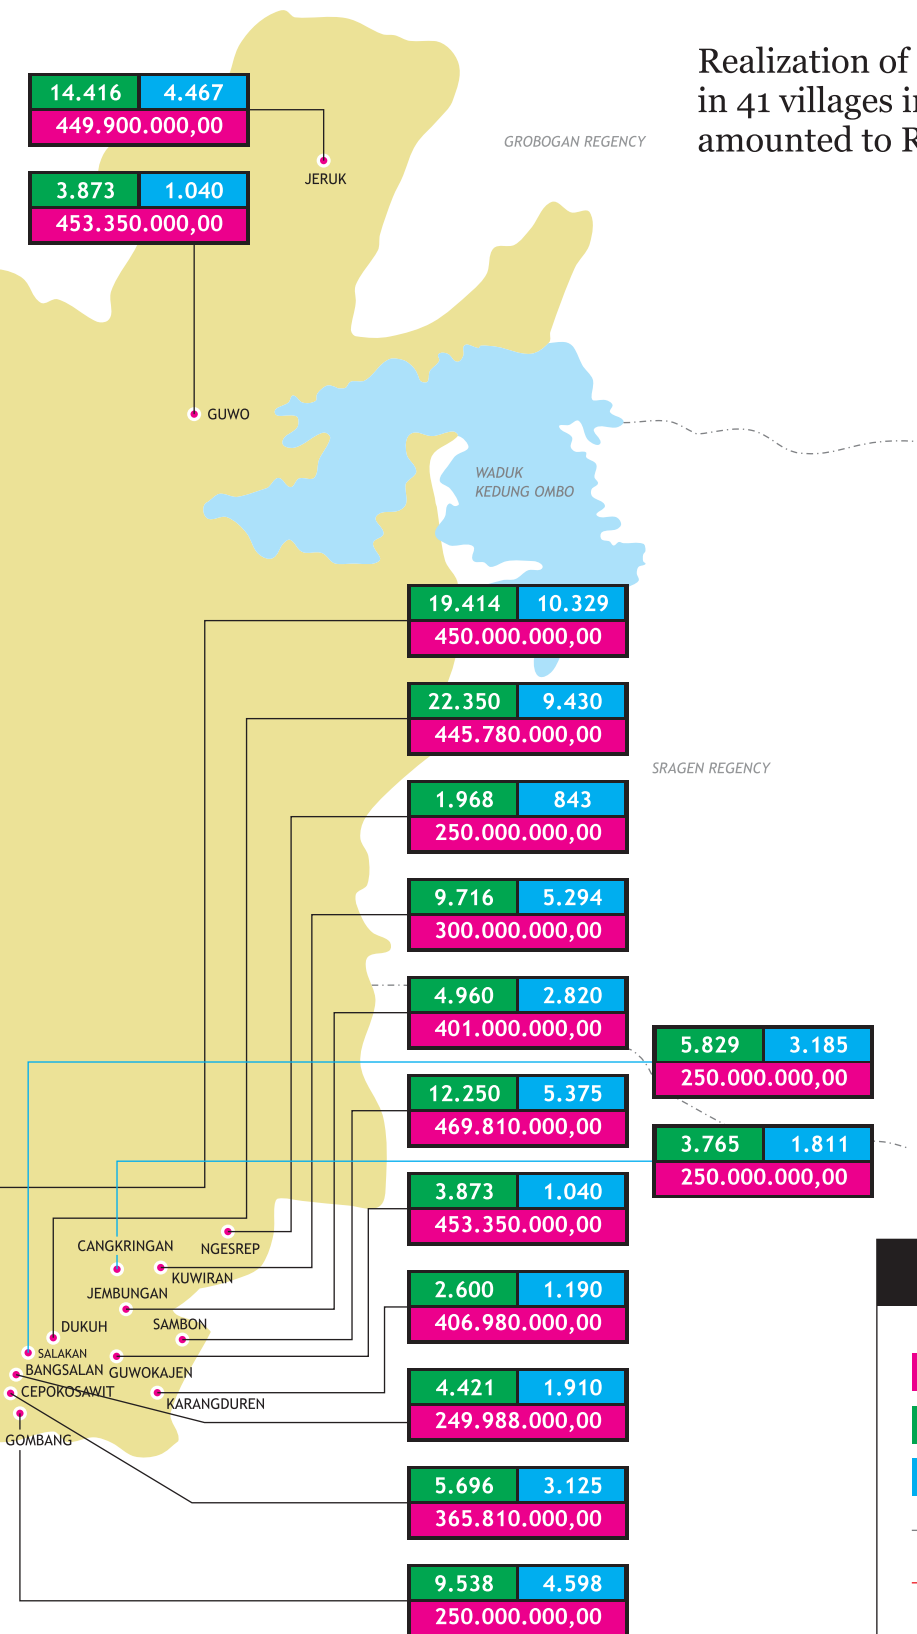 Realization of
in 41 villages i
amounted to R
14.416 4.467
449.900.000,00
GROBOGAN REGENCY
JERUK
3.873 1.040
453.350.000,00
GUWO
WADUK
KEDUNG OMBO
19.414 10.329
450.000.000,00
22.350 9.430
445.780.000,00
SRAGEN REGENCY
1.968 843
250.000.000,00
9.716 5.294
300.000.000,00
4.960 2.820
401.000.000,00
5.829 3.185
250.000.000,00
12.250 5.375
469.810.000,00
3.765 1.811
250.000.000,00
3.873 1.040
453.350.000,00
CANGKRINGAN
NGESREP
KUWIRAN
JEMBUNGAN
2.600 1.190
406.980.000,00
DUKUH
SAMBON
SALAKAN
BANGSALAN
GUWOKAJEN
CEPOKOSAWIT
KARANGDUREN
4.421 1.910
249.988.000,00
GOMBANG
5.696 3.125
365.810.000,00
9.538 4.598
250.000.000,00